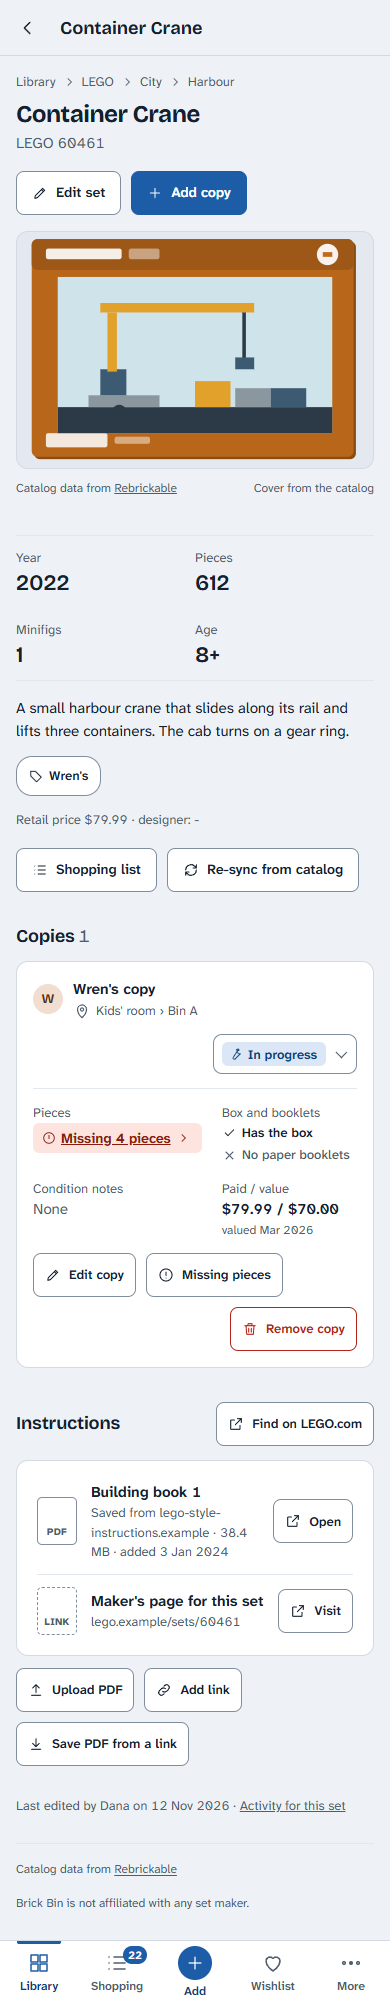 Container Crane
Library > LEGO > City > Harbour
Container Crane
LEGO 60461
Edit set
Add copy
Catalog data from Rebrickable
Cover from the catalog
Year
Pieces
2022
612
Minifigs
Age
1
8+
A small harbour crane that slides along its rail and
lifts three containers. The cab turns on a gear ring.
Wren's
Retail price $79.99 · designer: -
Shopping list
Re-sync from catalog
Copies 1
W
Wren's copy
Kids' room › Bin A
In progress
Pieces
Missing 4 pieces
Box and booklets
Has the box
No paper booklets
Condition notes
None
Paid / value
$79.99 / $70.00
valued Mar 2026
Edit copy
Missing pieces
Remove copy
Instructions
Find on LEGO.com
PDF
Building book 1
Saved from lego-style-
instructions.example · 38.4
MB · added 3 Jan 2024
Open
LINK
Maker's page for this set
lego.example/sets/60461
Visit
Upload PDF
Add link
Save PDF from a link
Last edited by Dana on 12 Nov 2026 · Activity for this set
Catalog data from Rebrickable
Brick Bin is not affiliated with any set maker.
22
Library
Shopping
Add
Wishlist
More